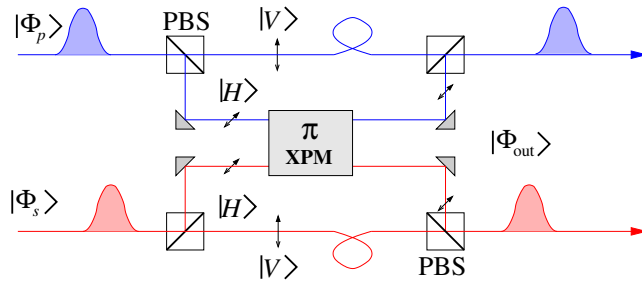 |Φp⟩
PBS
|V⟩
|H⟩
π
XPM
|Φout⟩
|Φs⟩
|H⟩
|V⟩
PBS